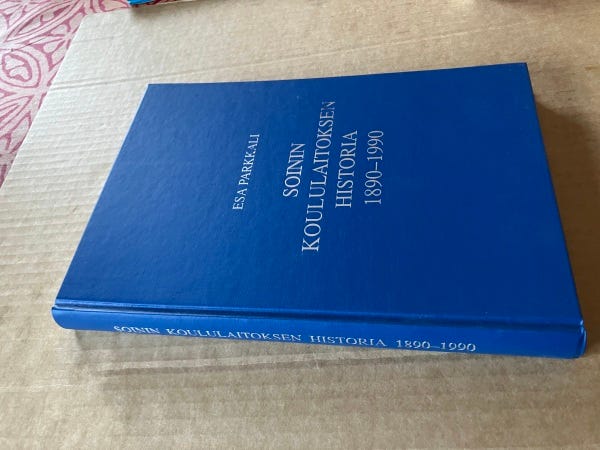 ESA PARKKALI
SOININ
KOULULAITOKSEN
HISTORIA
1890–1990
SOININ KOULULAITOKSEN HISTORIA 1890–1990